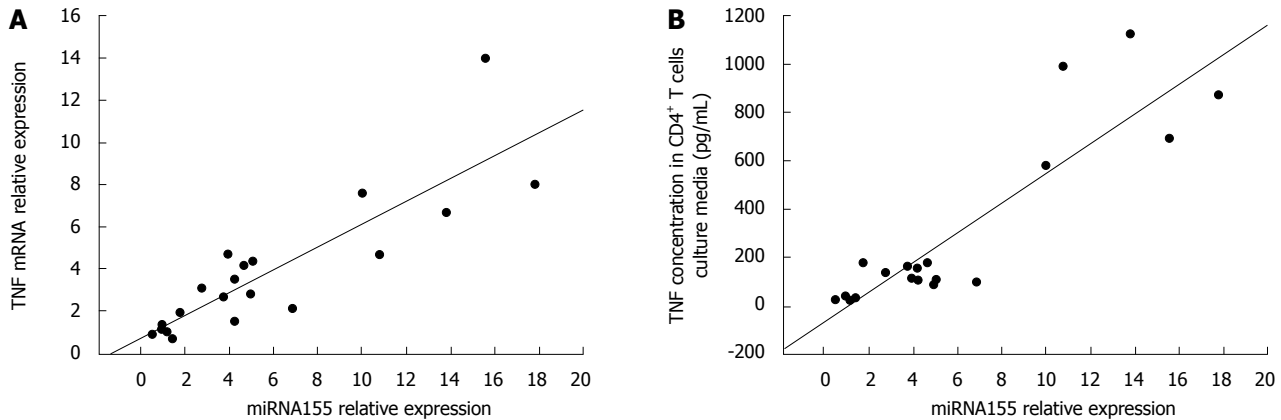 A
TNF mRNA relative expression
16
14
12
10
8
6
4
2
0
0 2 4 6 8 10 12 14 16 18 20
miRNA155 relative expression
B
TNF concentration in CD4+ T cells
culture media (pg/mL)
1200
1000
800
600
400
200
0
-200
0 2 4 6 8 10 12 14 16 18 20
miRNA155 relative expression